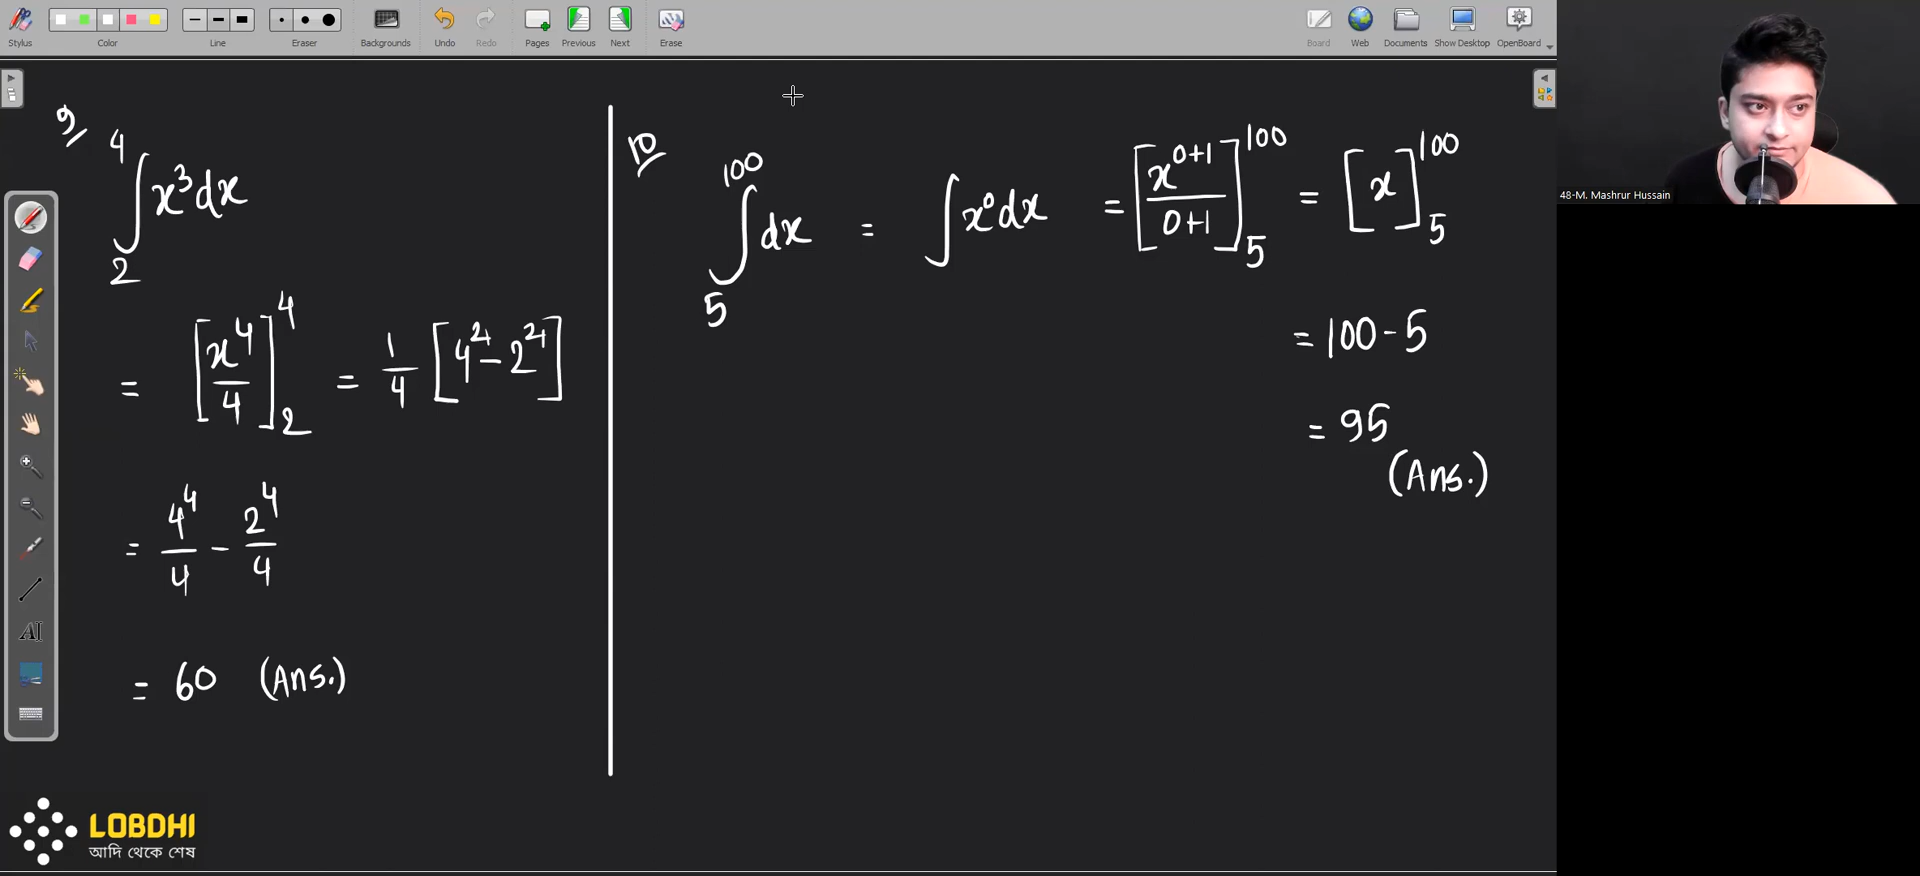 Stylus Color Line Eraser Backgrounds Undo Redo Pages Previous Next Erase Board Web Documents Show Desktop OpenBoard
48-M. Mashrur Hussain
9/
∫₂⁴ x³dx
= [x⁴/4]₂⁴ = 1/4 [4⁴ - 2⁴]
= 4⁴/4 - 2⁴/4
= 60 (Ans.)
10
∫₅¹⁰⁰ dx = ∫x⁰dx = [x⁰⁺¹/0+1]₅¹⁰⁰ = [x]₅¹⁰⁰
= 100 - 5
= 95
(Ans.)
AI
LOBDHI
আদি থেকে শেষ